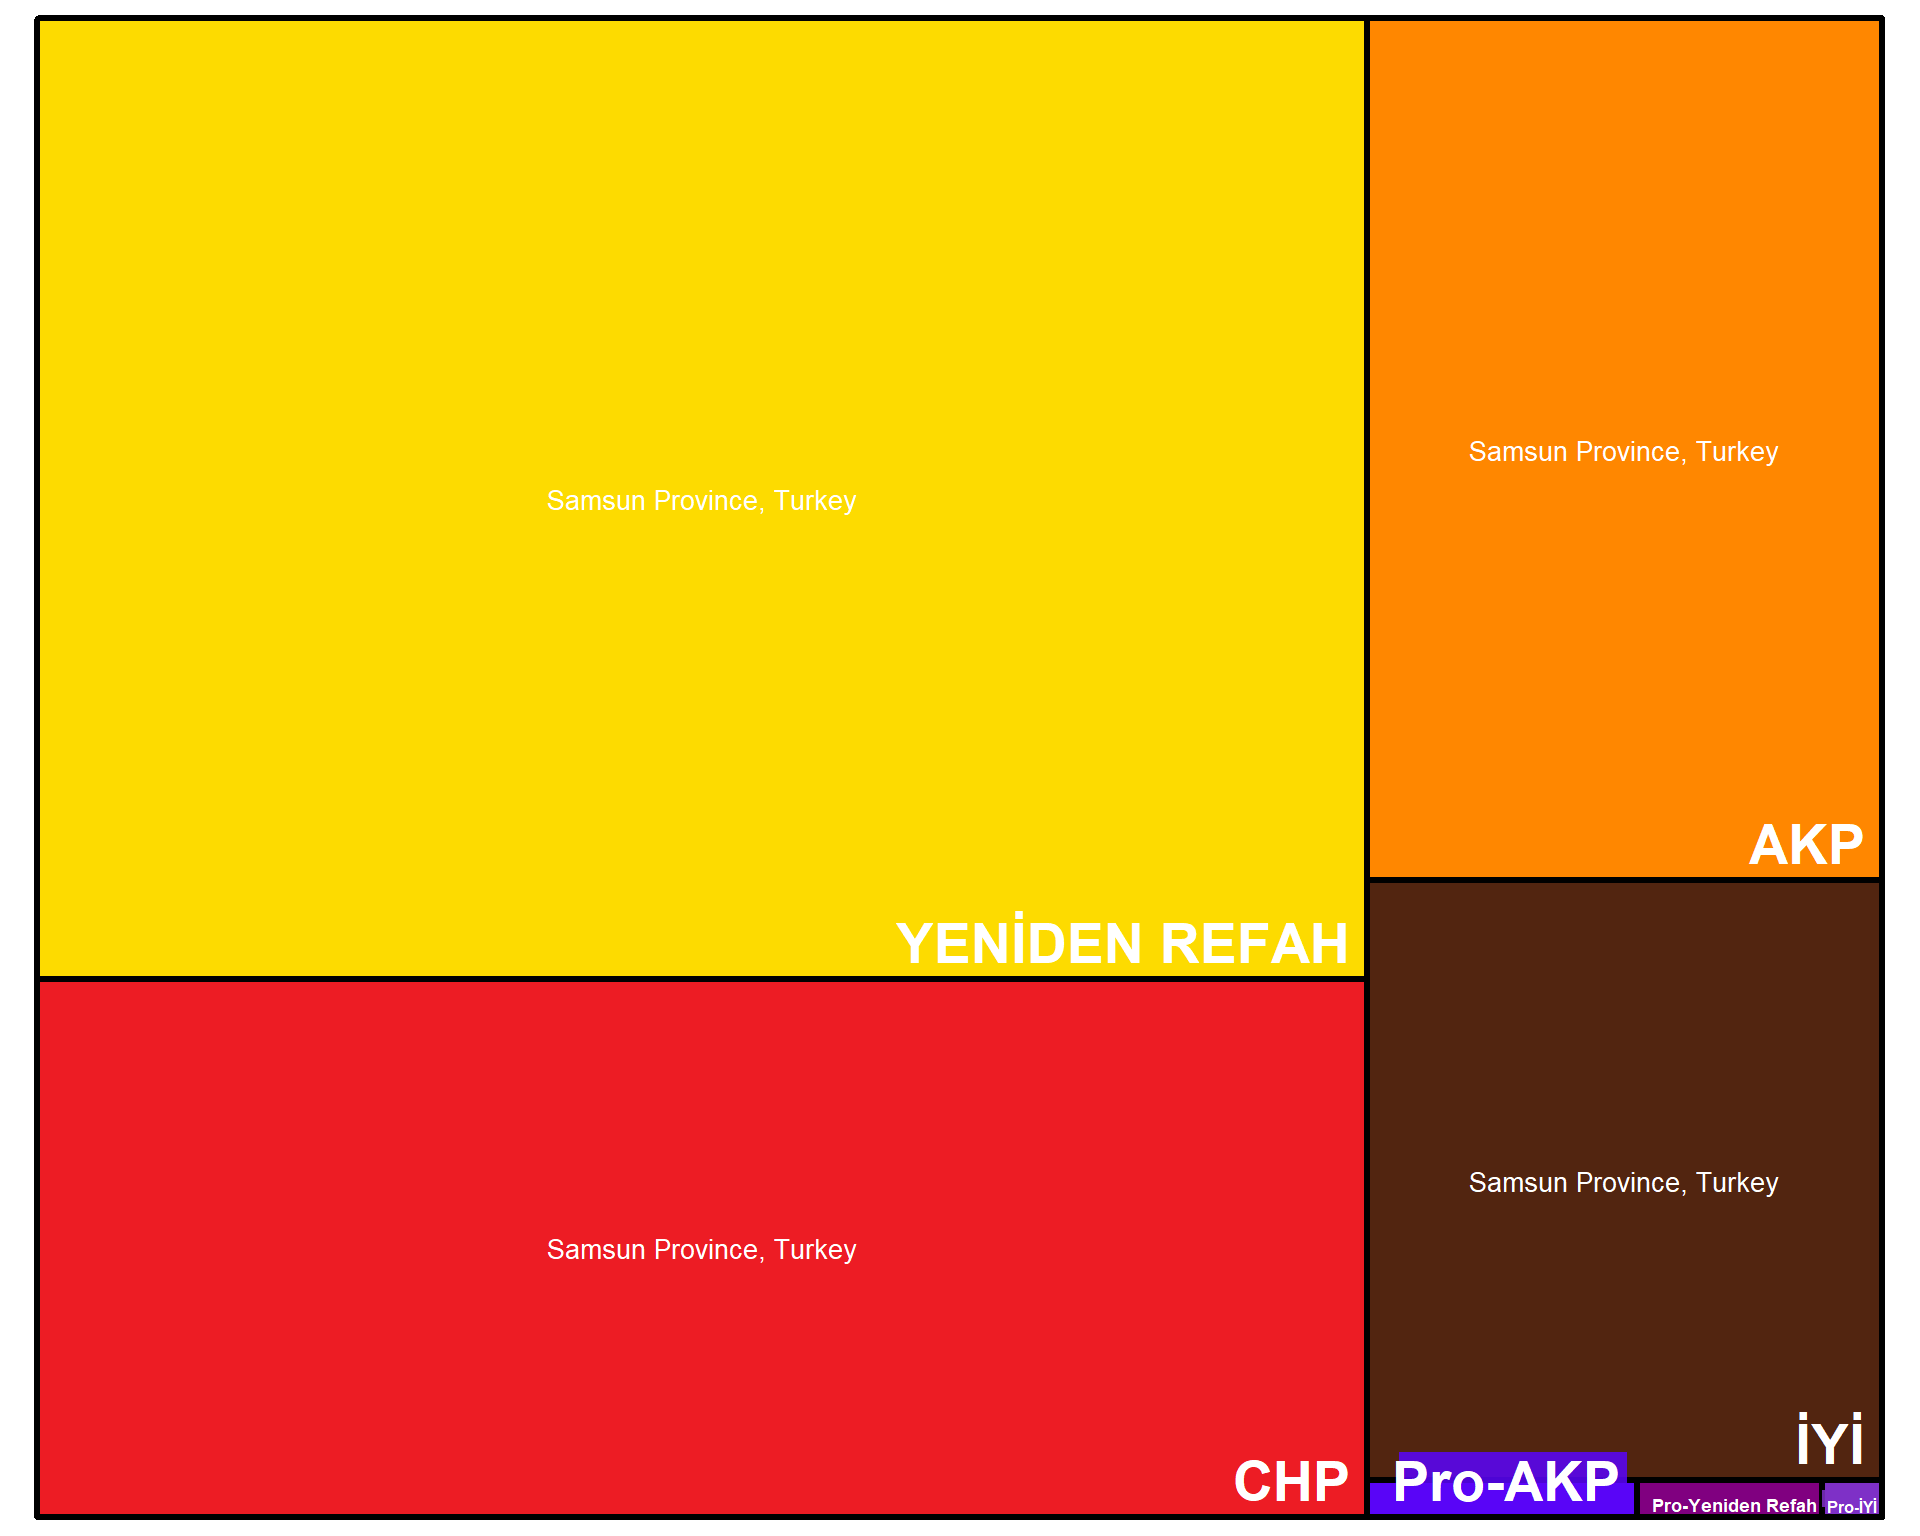 Samsun Province, Turkey
YENİDEN REFAH
Samsun Province, Turkey
CHP
Samsun Province, Turkey
AKP
Samsun Province, Turkey
İYİ
Pro-AKP
Pro-Yeniden Refah
Pro-İYİ